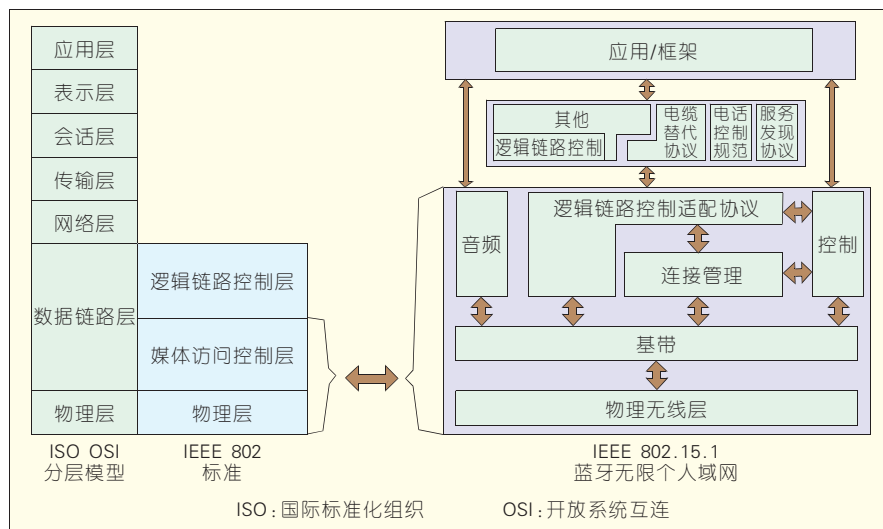 应用层
表示层
会话层
传输层
网络层
数据链路层
物理层
逻辑链路控制层
媒体访问控制层
物理层
ISO OSI
分层模型
IEEE 802
标准
应用/框架
其他
逻辑链路控制
电缆
替代
协议
电话
控制
规范
服务
发现
协议
音频
逻辑链路控制适配协议
连接管理
控制
基带
物理无线层
IEEE 802.15.1
蓝牙无限个人域网
ISO:国际标准化组织
OSI:开放系统互连